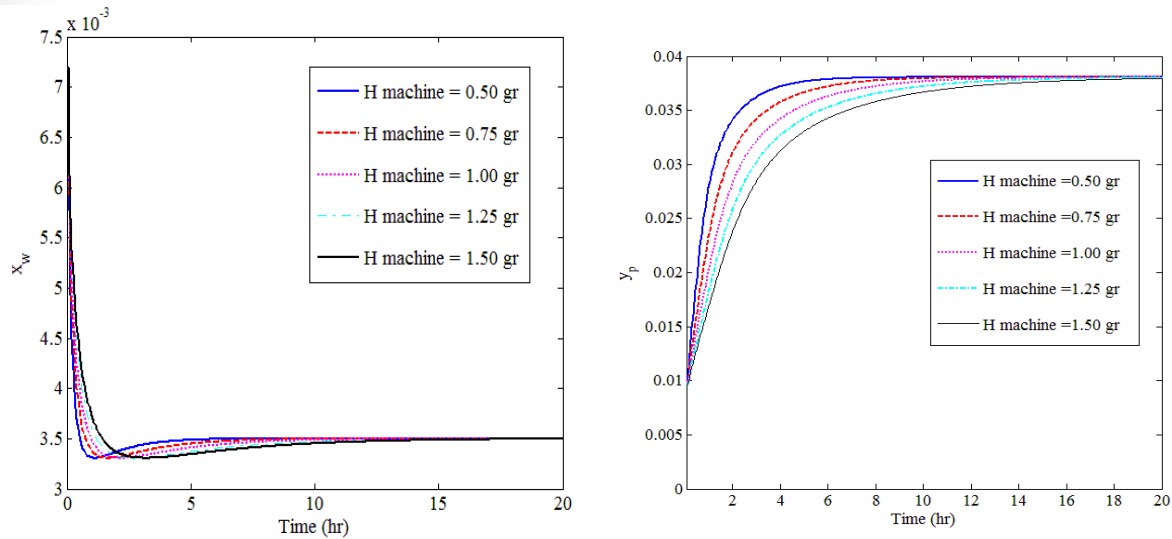 x 10⁻³
7.5
7
6.5
6
5.5
5
4.5
4
3.5
3
x_w
H machine = 0.50 gr
H machine = 0.75 gr
H machine = 1.00 gr
H machine = 1.25 gr
H machine = 1.50 gr
0 5 10 15 20
Time (hr)
0.04
0.035
0.03
0.025
0.02
0.015
0.01
0.005
0
y_p
H machine =0.50 gr
H machine =0.75 gr
H machine =1.00 gr
H machine =1.25 gr
H machine =1.50 gr
2 4 6 8 10 12 14 16 18 20
Time (hr)